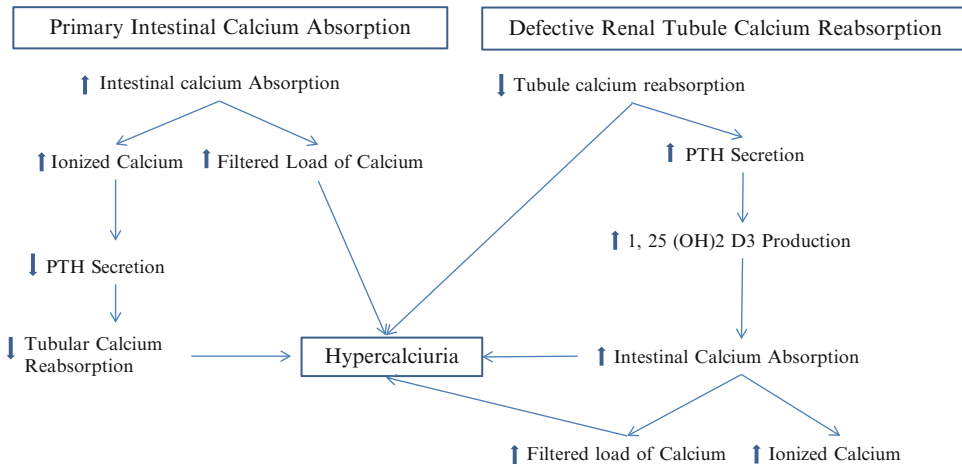 Primary Intestinal Calcium Absorption
Defective Renal Tubule Calcium Reabsorption
Intestinal calcium Absorption
Tubule calcium reabsorption
Ionized Calcium
Filtered Load of Calcium
PTH Secretion
1, 25 (OH)2 D3 Production
PTH Secretion
Tubular Calcium
Reabsorption
Hypercalciuria
Intestinal Calcium Absorption
Filtered load of Calcium
Ionized Calcium